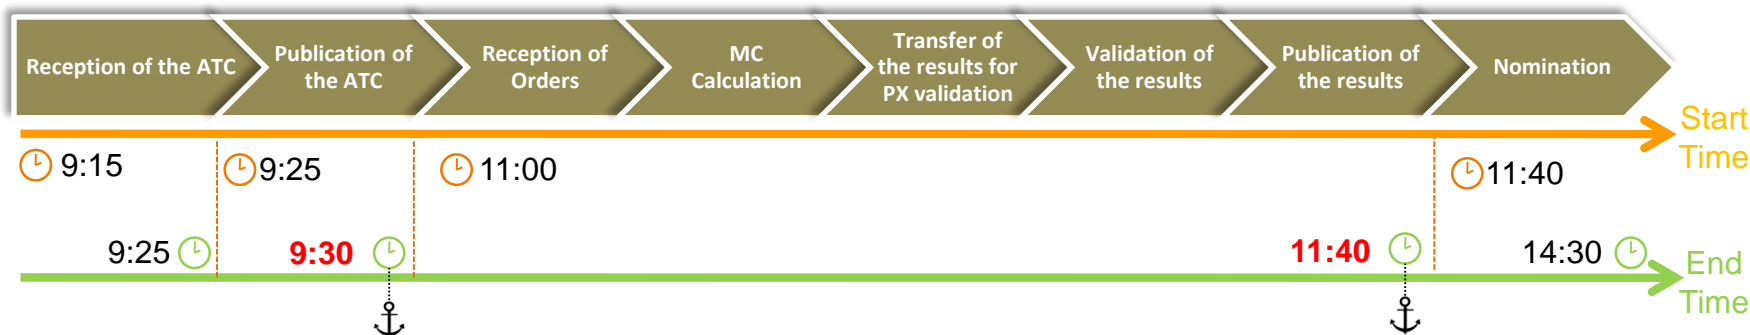 Reception of the ATC
Publication of
the ATC
Reception of
Orders
MC
Calculation
Transfer of
the results for
PX validation
Validation of
the results
Publication of
the results
Nomination
Start
Time
9:15
9:25
11:00
11:40
9:25
9:30
11:40
14:30
End
Time